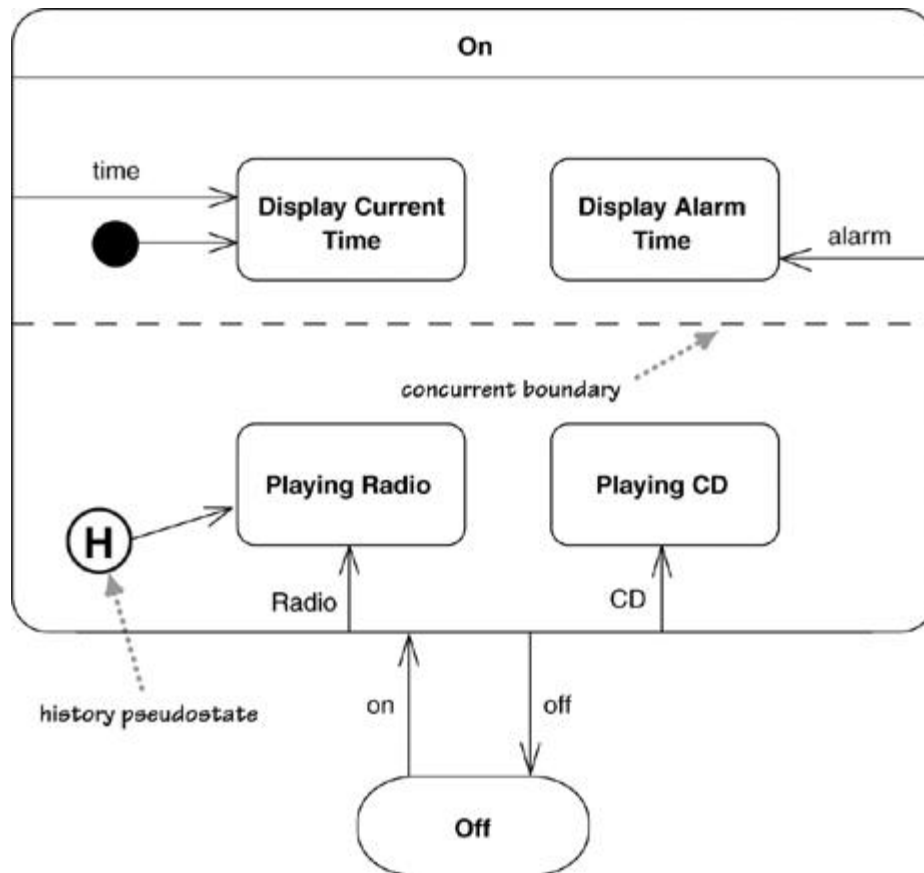 On
time
Display Current
Time
Display Alarm
Time
alarm
concurrent boundary
Playing Radio
Playing CD
H
Radio
CD
history pseudostate
on
off
Off